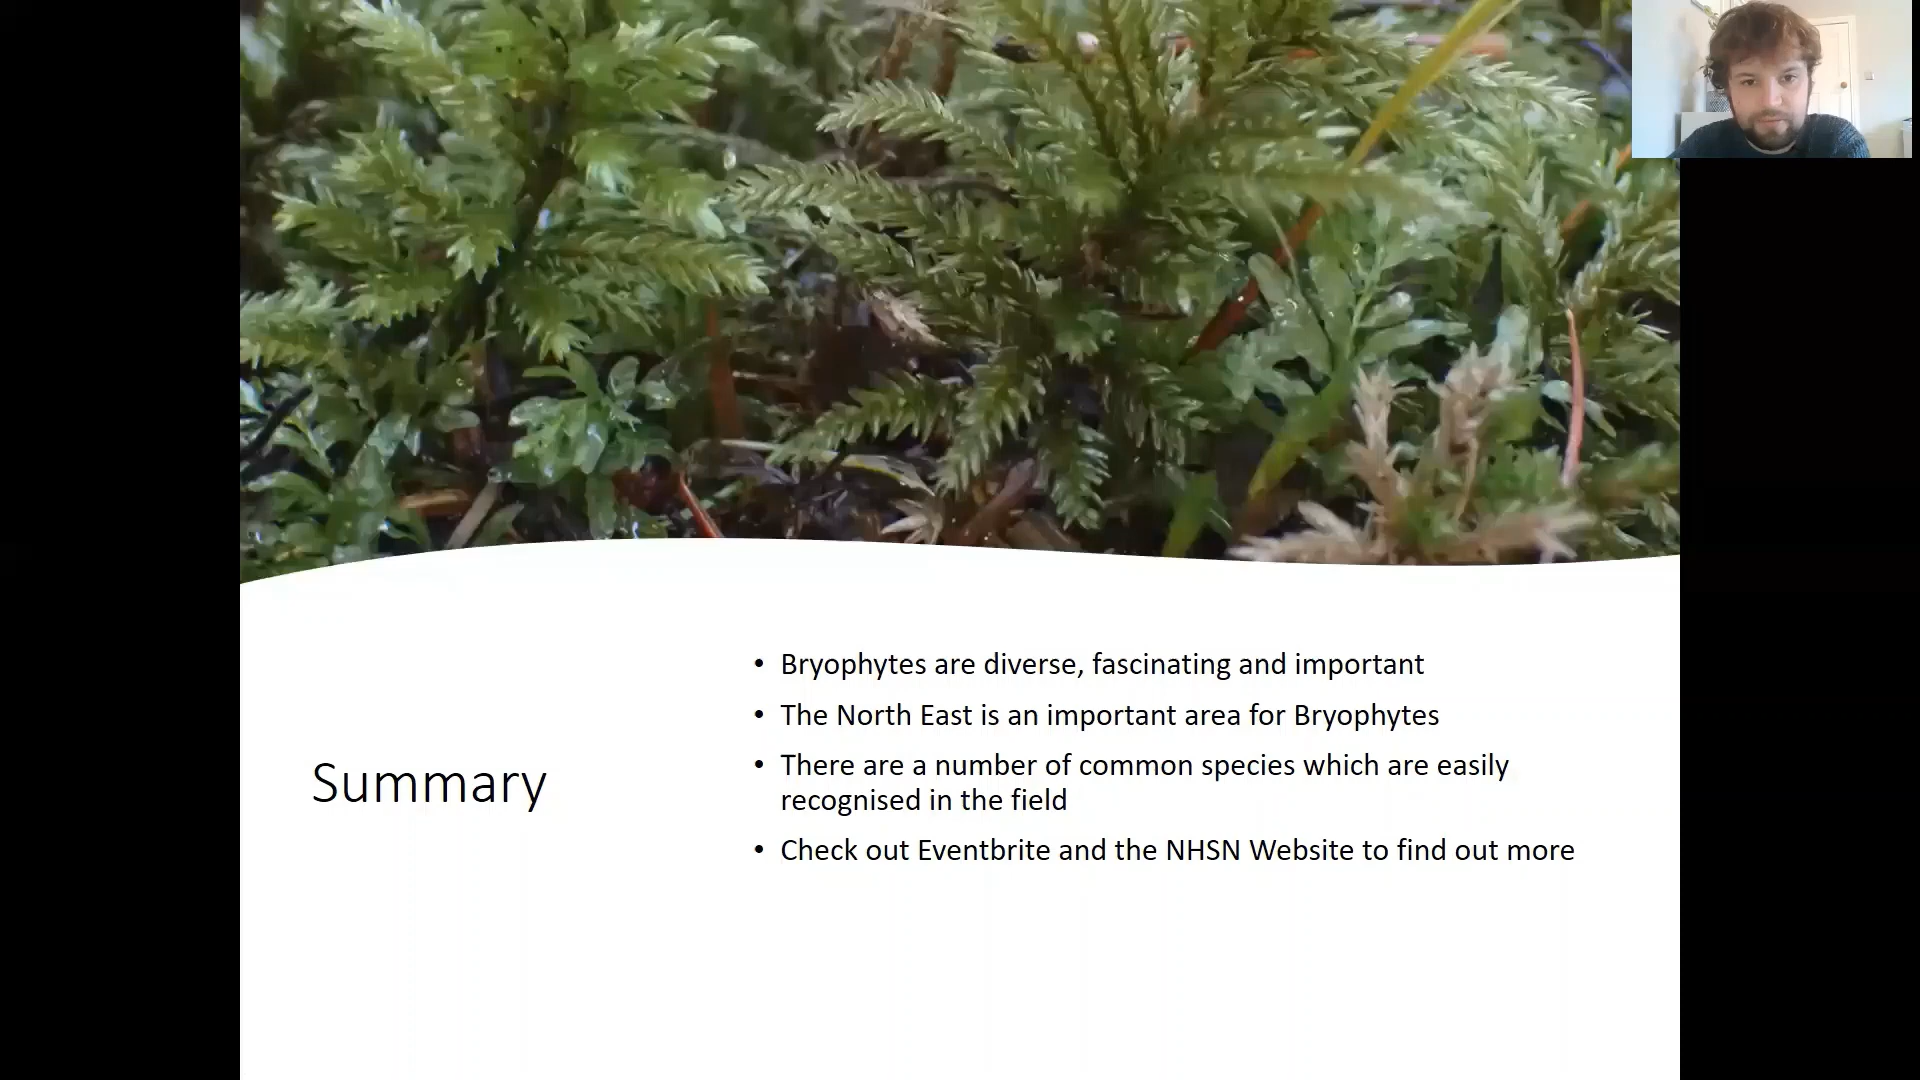 Summary
• Bryophytes are diverse, fascinating and important
• The North East is an important area for Bryophytes
• There are a number of common species which are easily
recognised in the field
• Check out Eventbrite and the NHSN Website to find out more